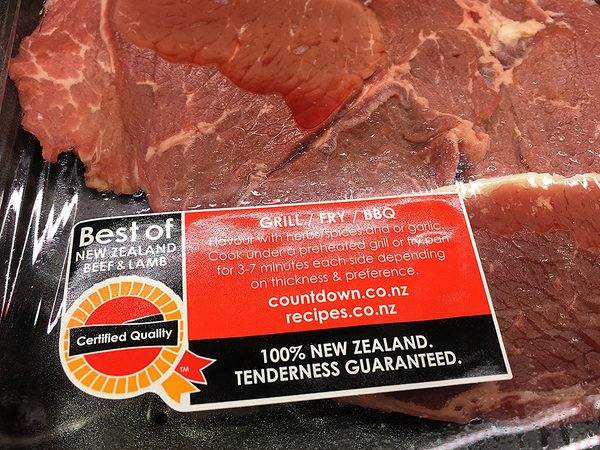 Best of
NEW ZEALAND
BEEF & LAMB
Certified Quality
TM
GRILL / FRY / BBQ
Flavour with herbs/spices and or garlic.
Cook under a preheated grill or fry pan
for 3-7 minutes each side depending
on thickness & preference.
countdown.co.nz
recipes.co.nz
100% NEW ZEALAND.
TENDERNESS GUARANTEED.